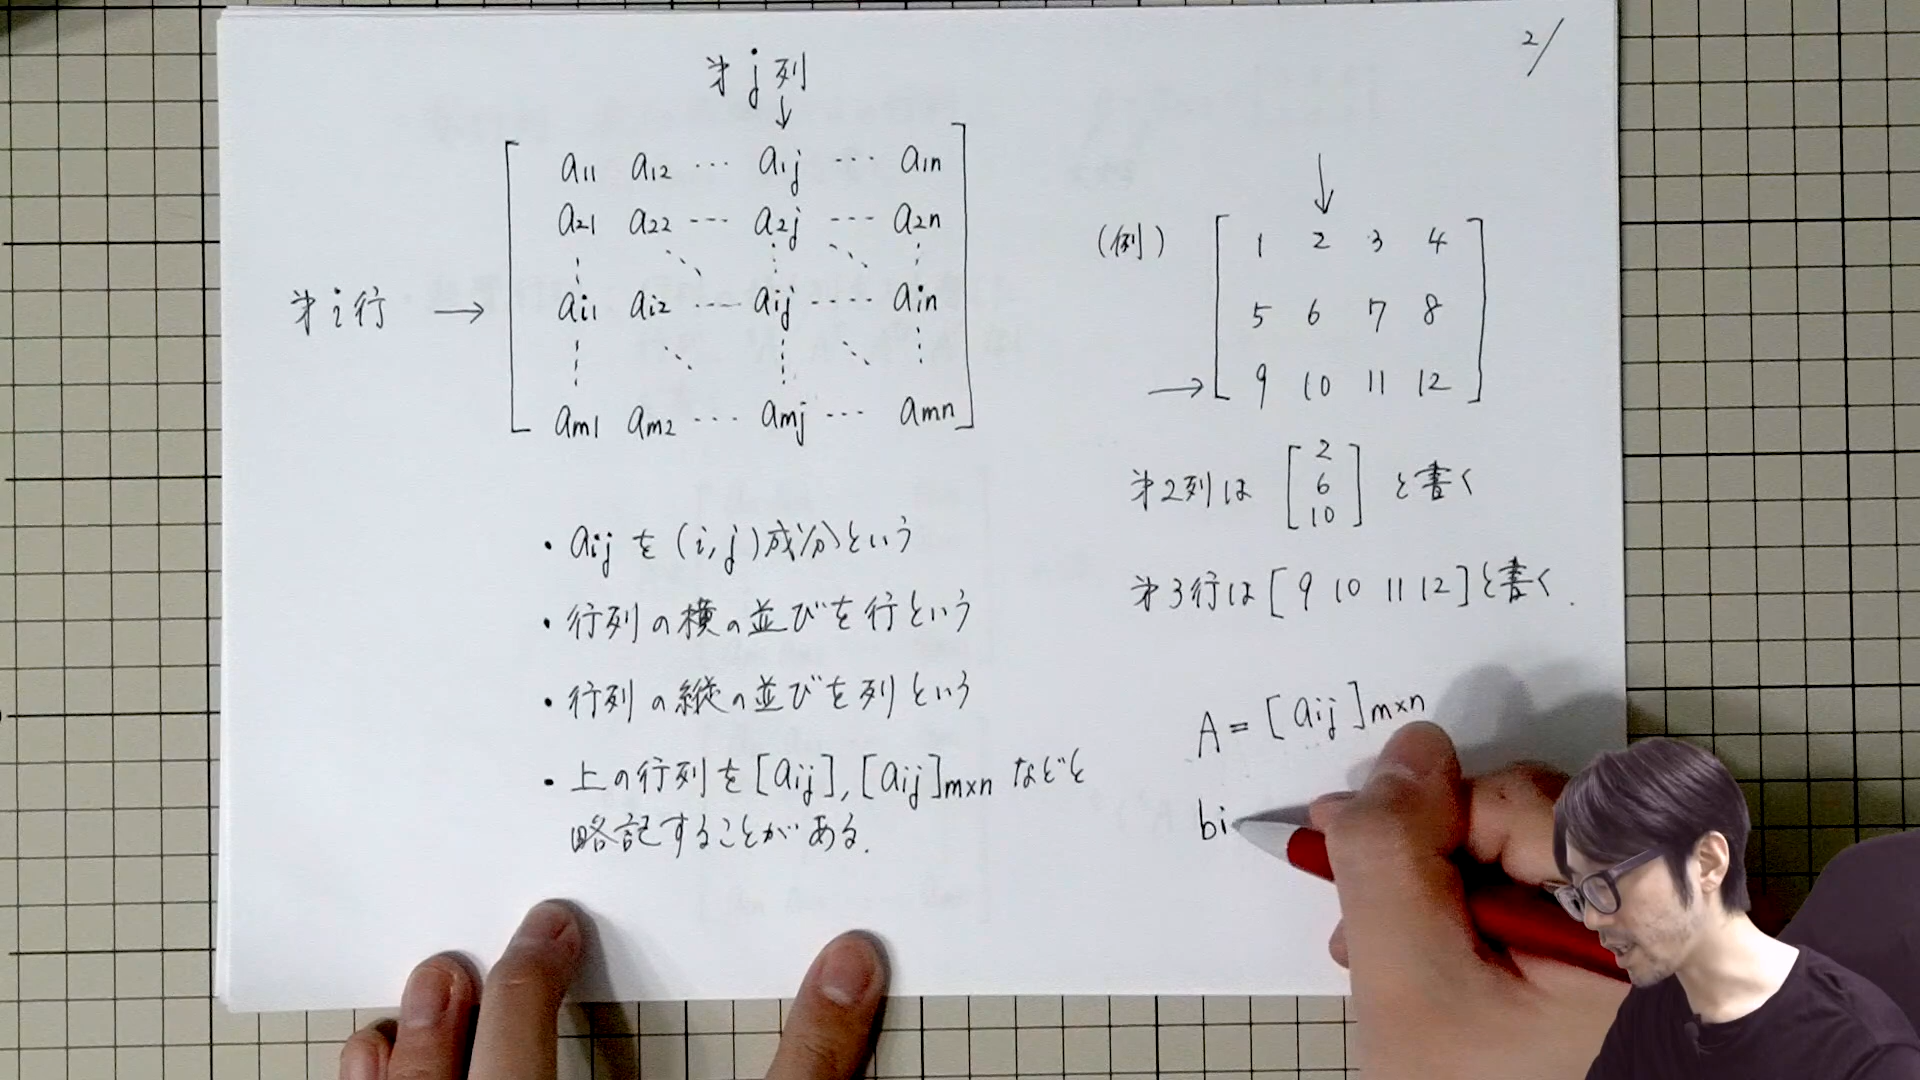 2/
第j列
↓
a11 a12 … a1j … a1n
a21 a22 … a2j … a2n
第i行 → ai1 ai2 … aij … ain
am1 am2 … amj … amn
・aijを(i,j)成分という
・行列の横の並びを行という
・行列の縦の並びを列という
・上の行列を[aij], [aij]m×n などと
略記することがある.
↓
(例)
1 2 3 4
5 6 7 8
→ 9 10 11 12
第2列は [2 6 10] と書く
第3行は [9 10 11 12] と書く.
A = [aij]m×n
bi